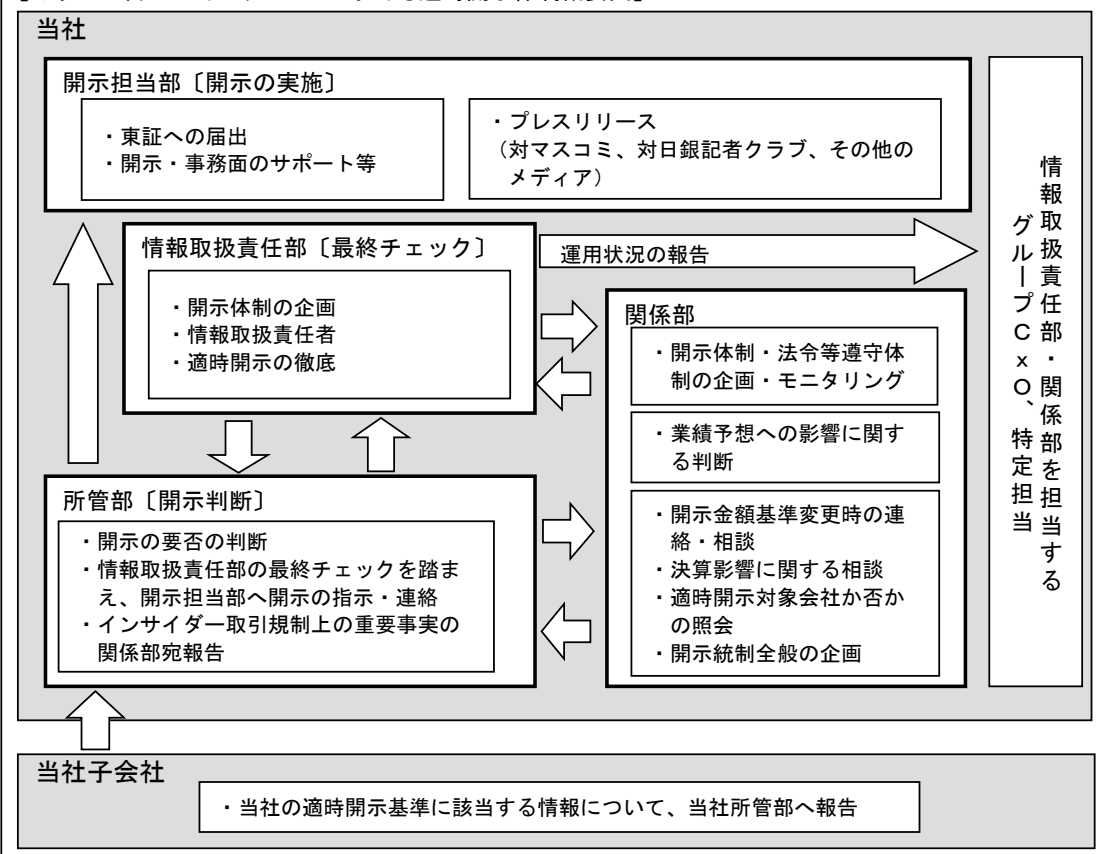 当社
開示担当部〔開示の実施〕
・東証への届出
・開示・事務面のサポート等
・プレスリリース
（対マスコミ、対日銀記者クラブ、その他の
メディア）
情報取扱責任部〔最終チェック〕
・開示体制の企画
・情報取扱責任者
・適時開示の徹底
運用状況の報告
関係部
・開示体制・法令等遵守体
制の企画・モニタリング
・業績予想への影響に関す
る判断
・開示金額基準変更時の連
絡・相談
・決算影響に関する相談
・適時開示対象会社か否か
の照会
・開示統制全般の企画
所管部〔開示判断〕
・開示の要否の判断
・情報取扱責任部の最終チェックを踏ま
え、開示担当部へ開示の指示・連絡
・インサイダー取引規制上の重要事実の
関係部宛報告
情報取扱責任部・関係部を担当する
グループＣｘＯ、特定担当
当社子会社
・当社の適時開示基準に該当する情報について、当社所管部へ報告